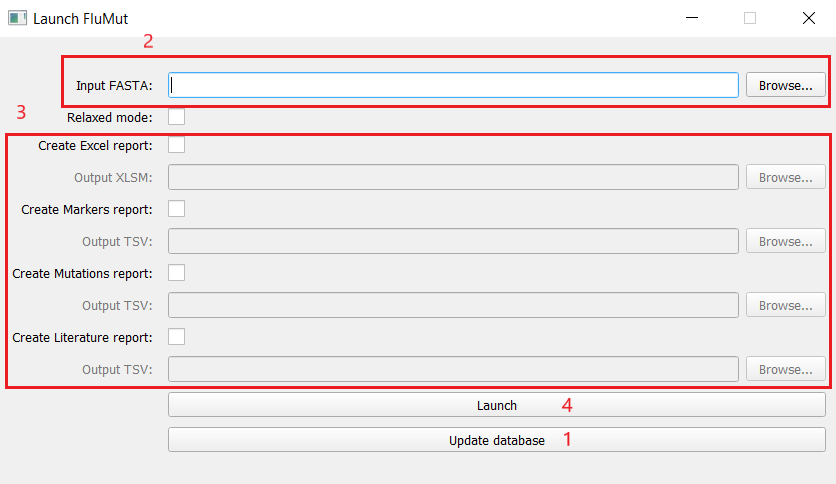 Launch FluMut
2
Input FASTA:
Browse...
3
Relaxed mode:
Create Excel report:
Output XLSM:
Browse...
Create Markers report:
Output TSV:
Browse...
Create Mutations report:
Output TSV:
Browse...
Create Literature report:
Output TSV:
Browse...
Launch 4
Update database 1